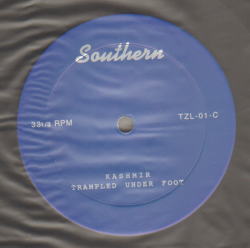 Southern
33 1/3 RPM
TZL-01-C
KASHMIR
TRAMPLED UNDER FOOT